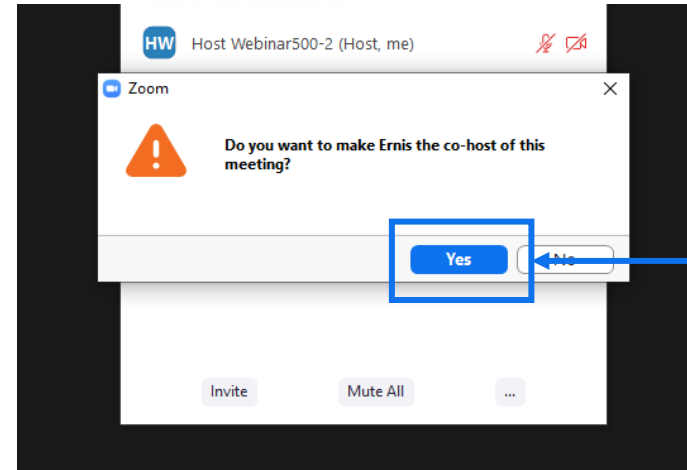 HW Host Webinar500-2 (Host, me)
Zoom
Do you want to make Ernis the co-host of this
meeting?
Yes No
Invite Mute All ...